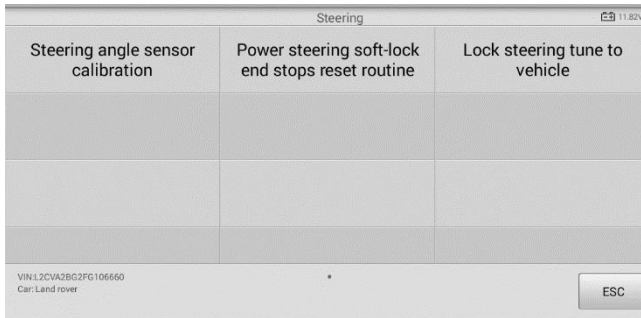 Steering
11.82V
Steering angle sensor
calibration
Power steering soft-lock
end stops reset routine
Lock steering tune to
vehicle
VIN:L2CVA2BG2FG106660
Car: Land rover
ESC